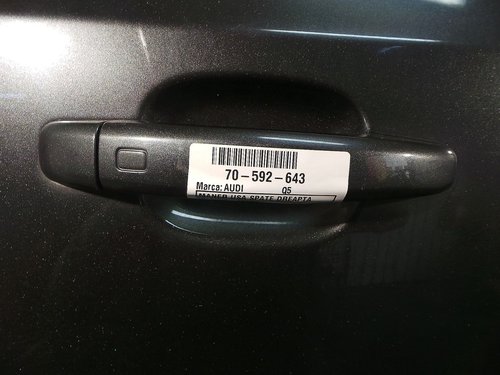 70-592-643
Marca: AUDI Q5
MANER USA SPATE DREAPTA